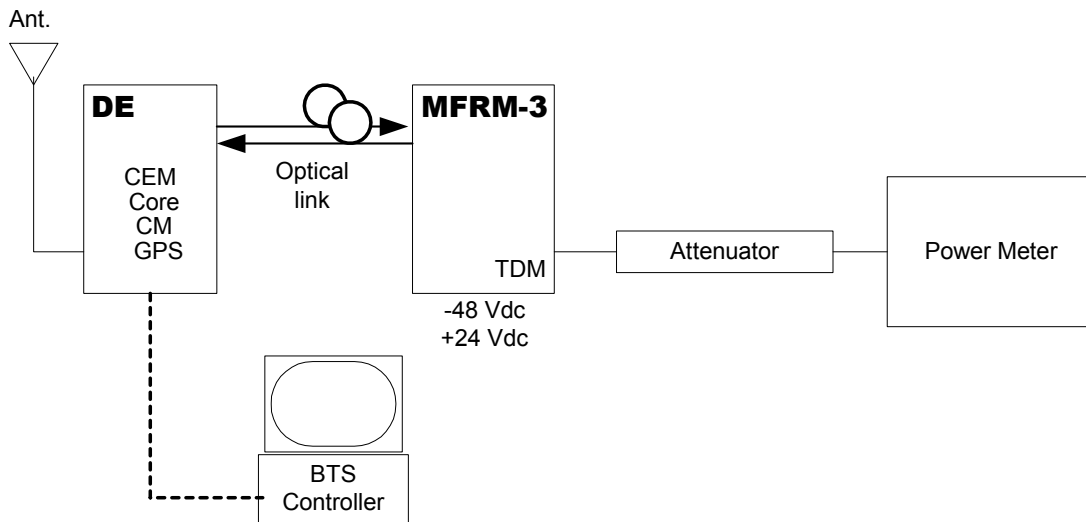 Ant.
DE
MFRM-3
CEM
Core
CM
GPS
Optical
link
TDM
Attenuator
Power Meter
-48 Vdc
+24 Vdc
BTS
Controller